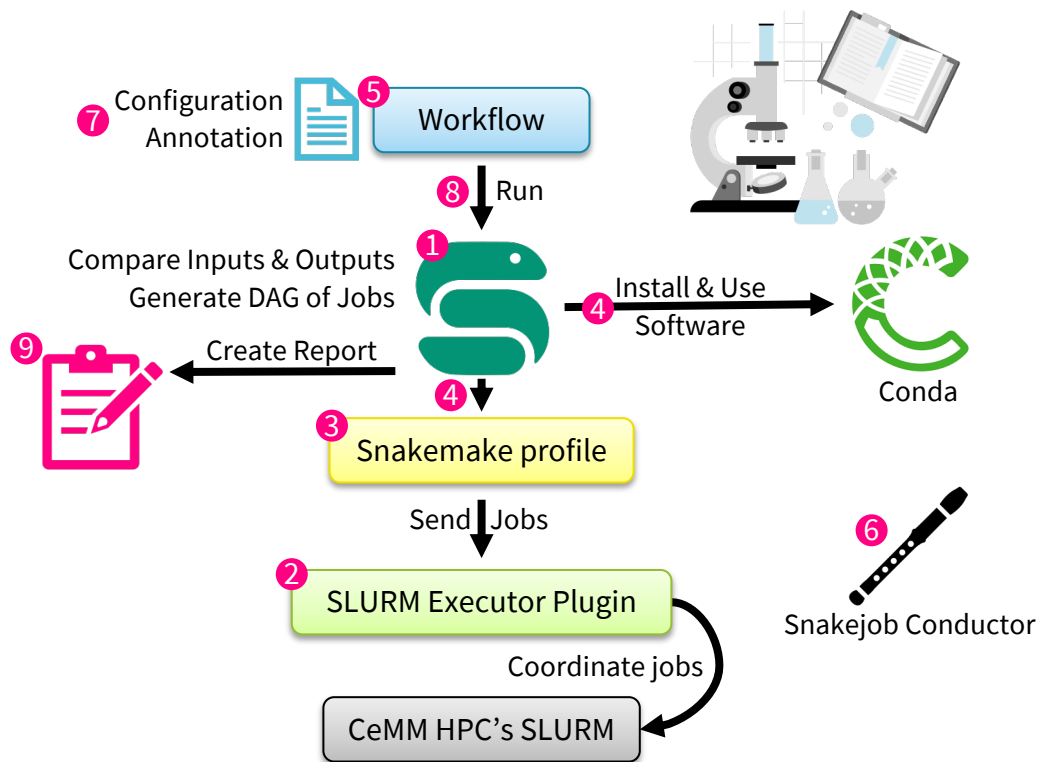 5
Configuration
7
Annotation
Workflow
8 Run
1
Compare Inputs & Outputs
Generate DAG of Jobs
Install & Use
4
Software
9
Create Report
Conda
4
3
Snakemake profile
Send Jobs
6
2
SLURM Executor Plugin
Snakejob Conductor
Coordinate jobs
CeMM HPC’s SLURM